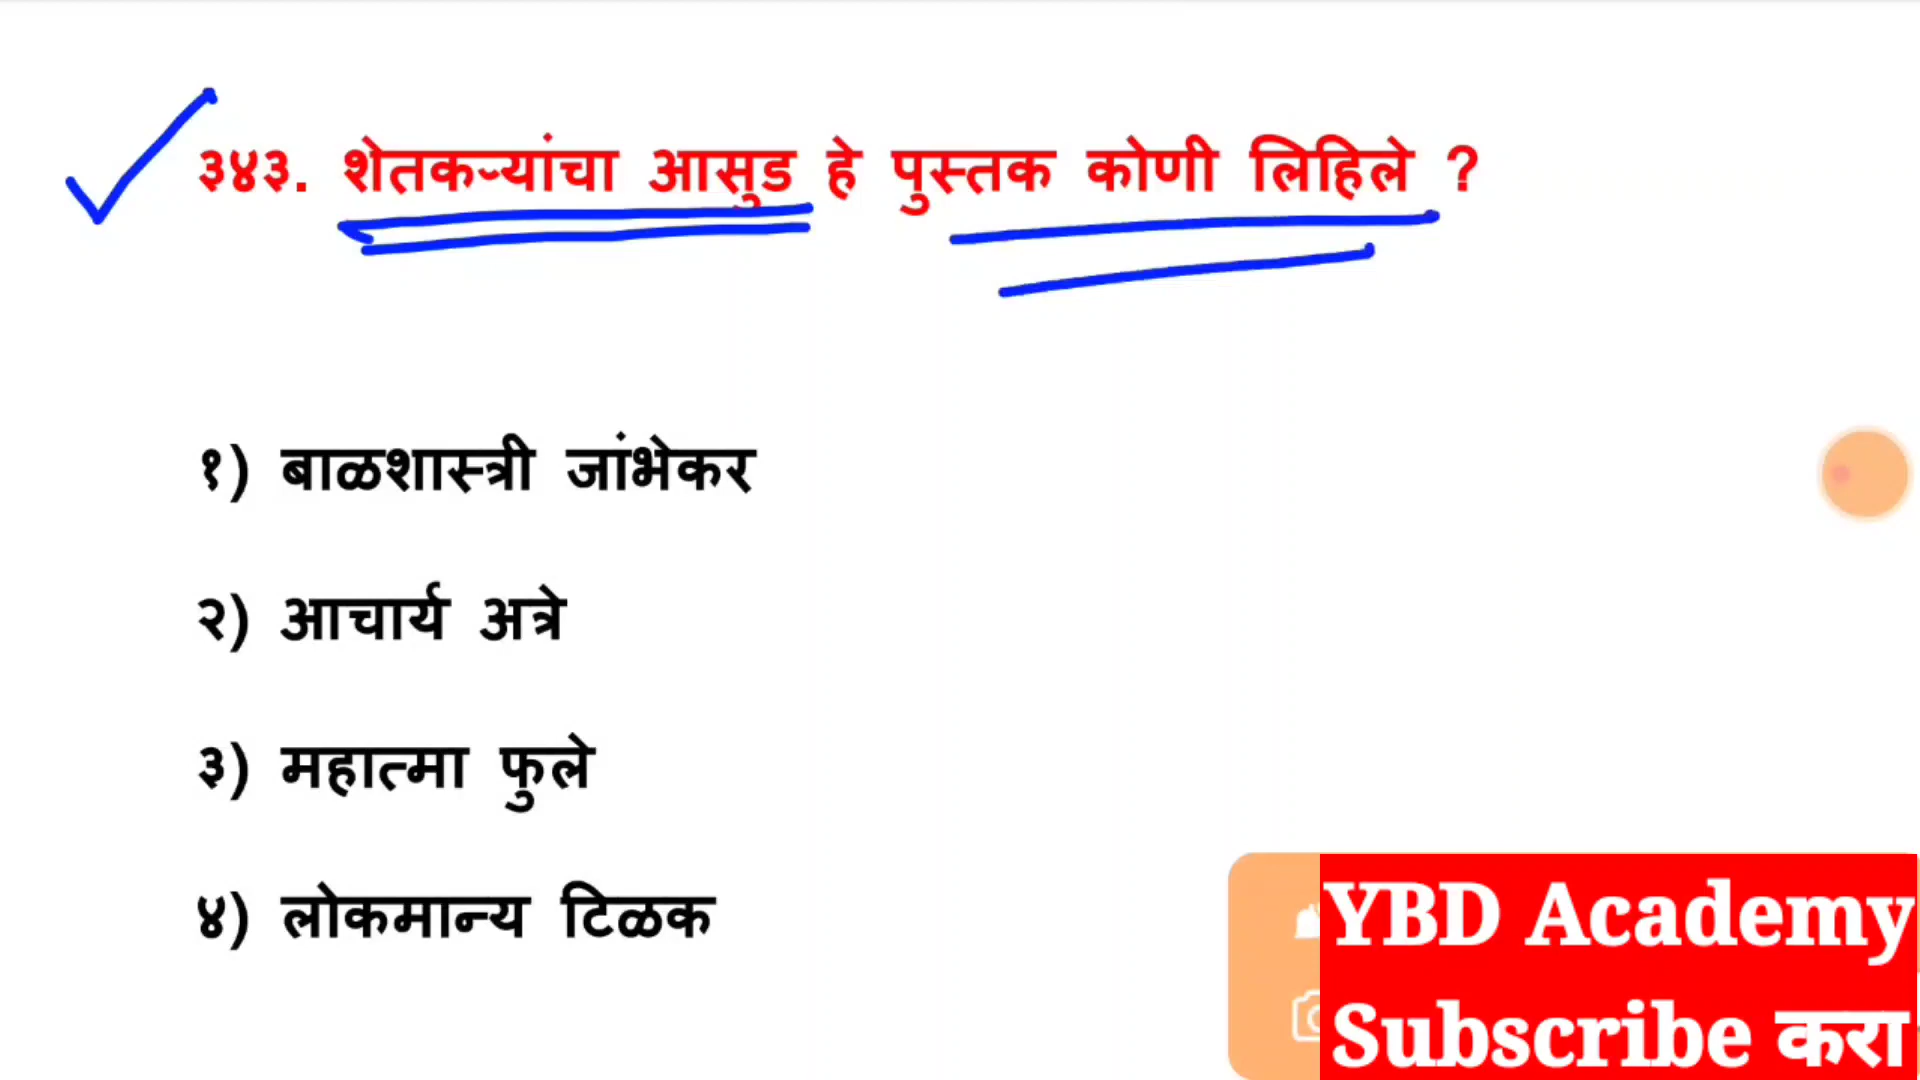 ३४३. शेतकऱ्यांचा आसुड हे पुस्तक कोणी लिहिले ?
१) बाळशास्त्री जांभेकर
२) आचार्य अत्रे
३) महात्मा फुले
४) लोकमान्य टिळक
YBD Academy
Subscribe करा